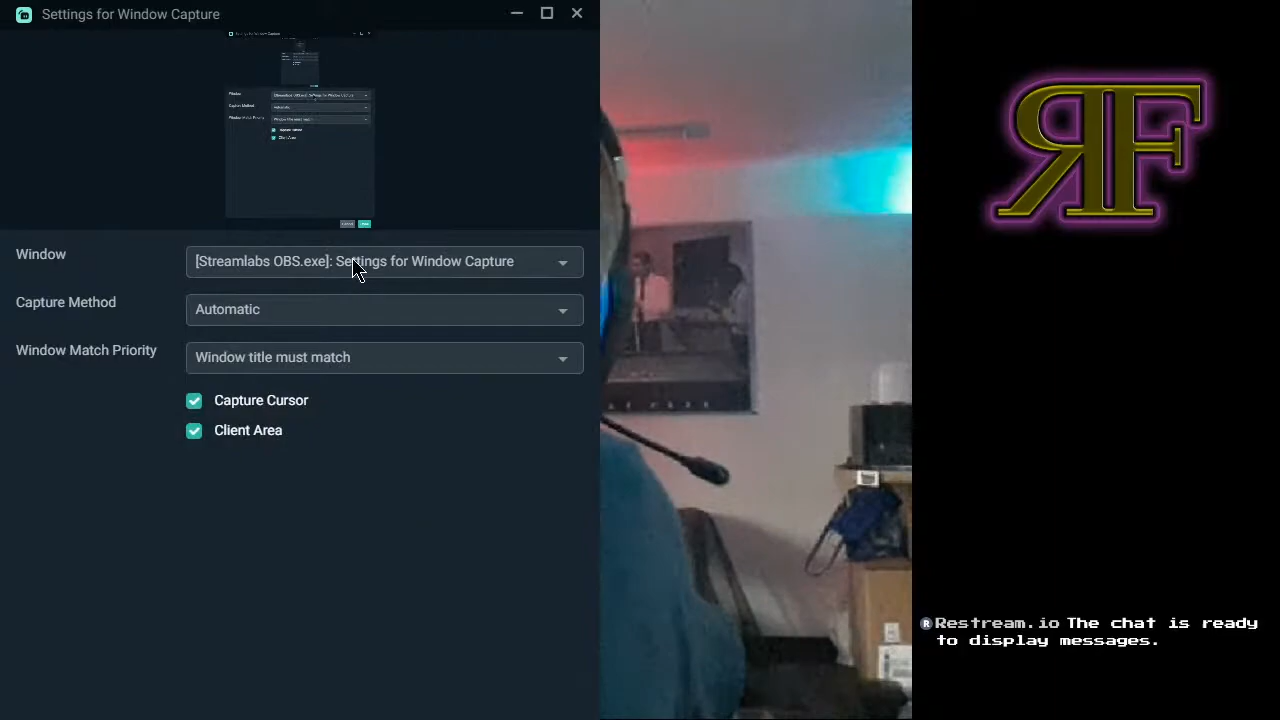 Settings for Window Capture
Window
[Streamlabs OBS.exe]: Settings for Window Capture
Capture Method
Automatic
Window Match Priority
Window title must match
Capture Cursor
Client Area
Restream.io The chat is ready
to display messages.